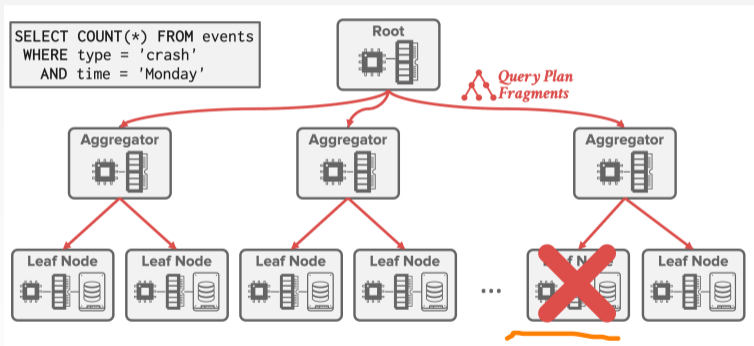 SELECT COUNT(*) FROM events
WHERE type = 'crash'
AND time = 'Monday'
Root
Query Plan
Fragments
Aggregator
Aggregator
Aggregator
Leaf Node
Leaf Node
Leaf Node
Leaf Node
...
Leaf Node